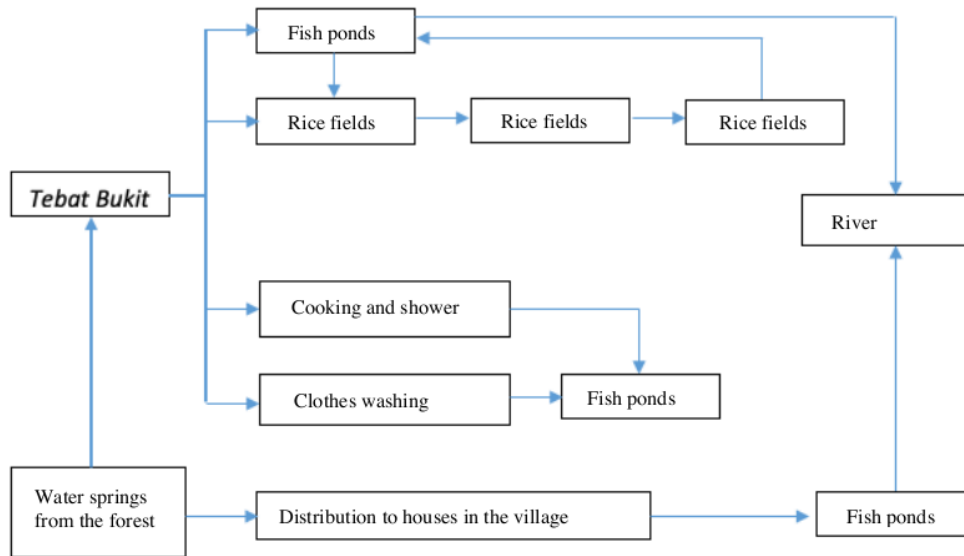 Fish ponds
Rice fields
Rice fields
Rice fields
Tebat Bukit
River
Cooking and shower
Clothes washing
Fish ponds
Water springs
from the forest
Distribution to houses in the village
Fish ponds